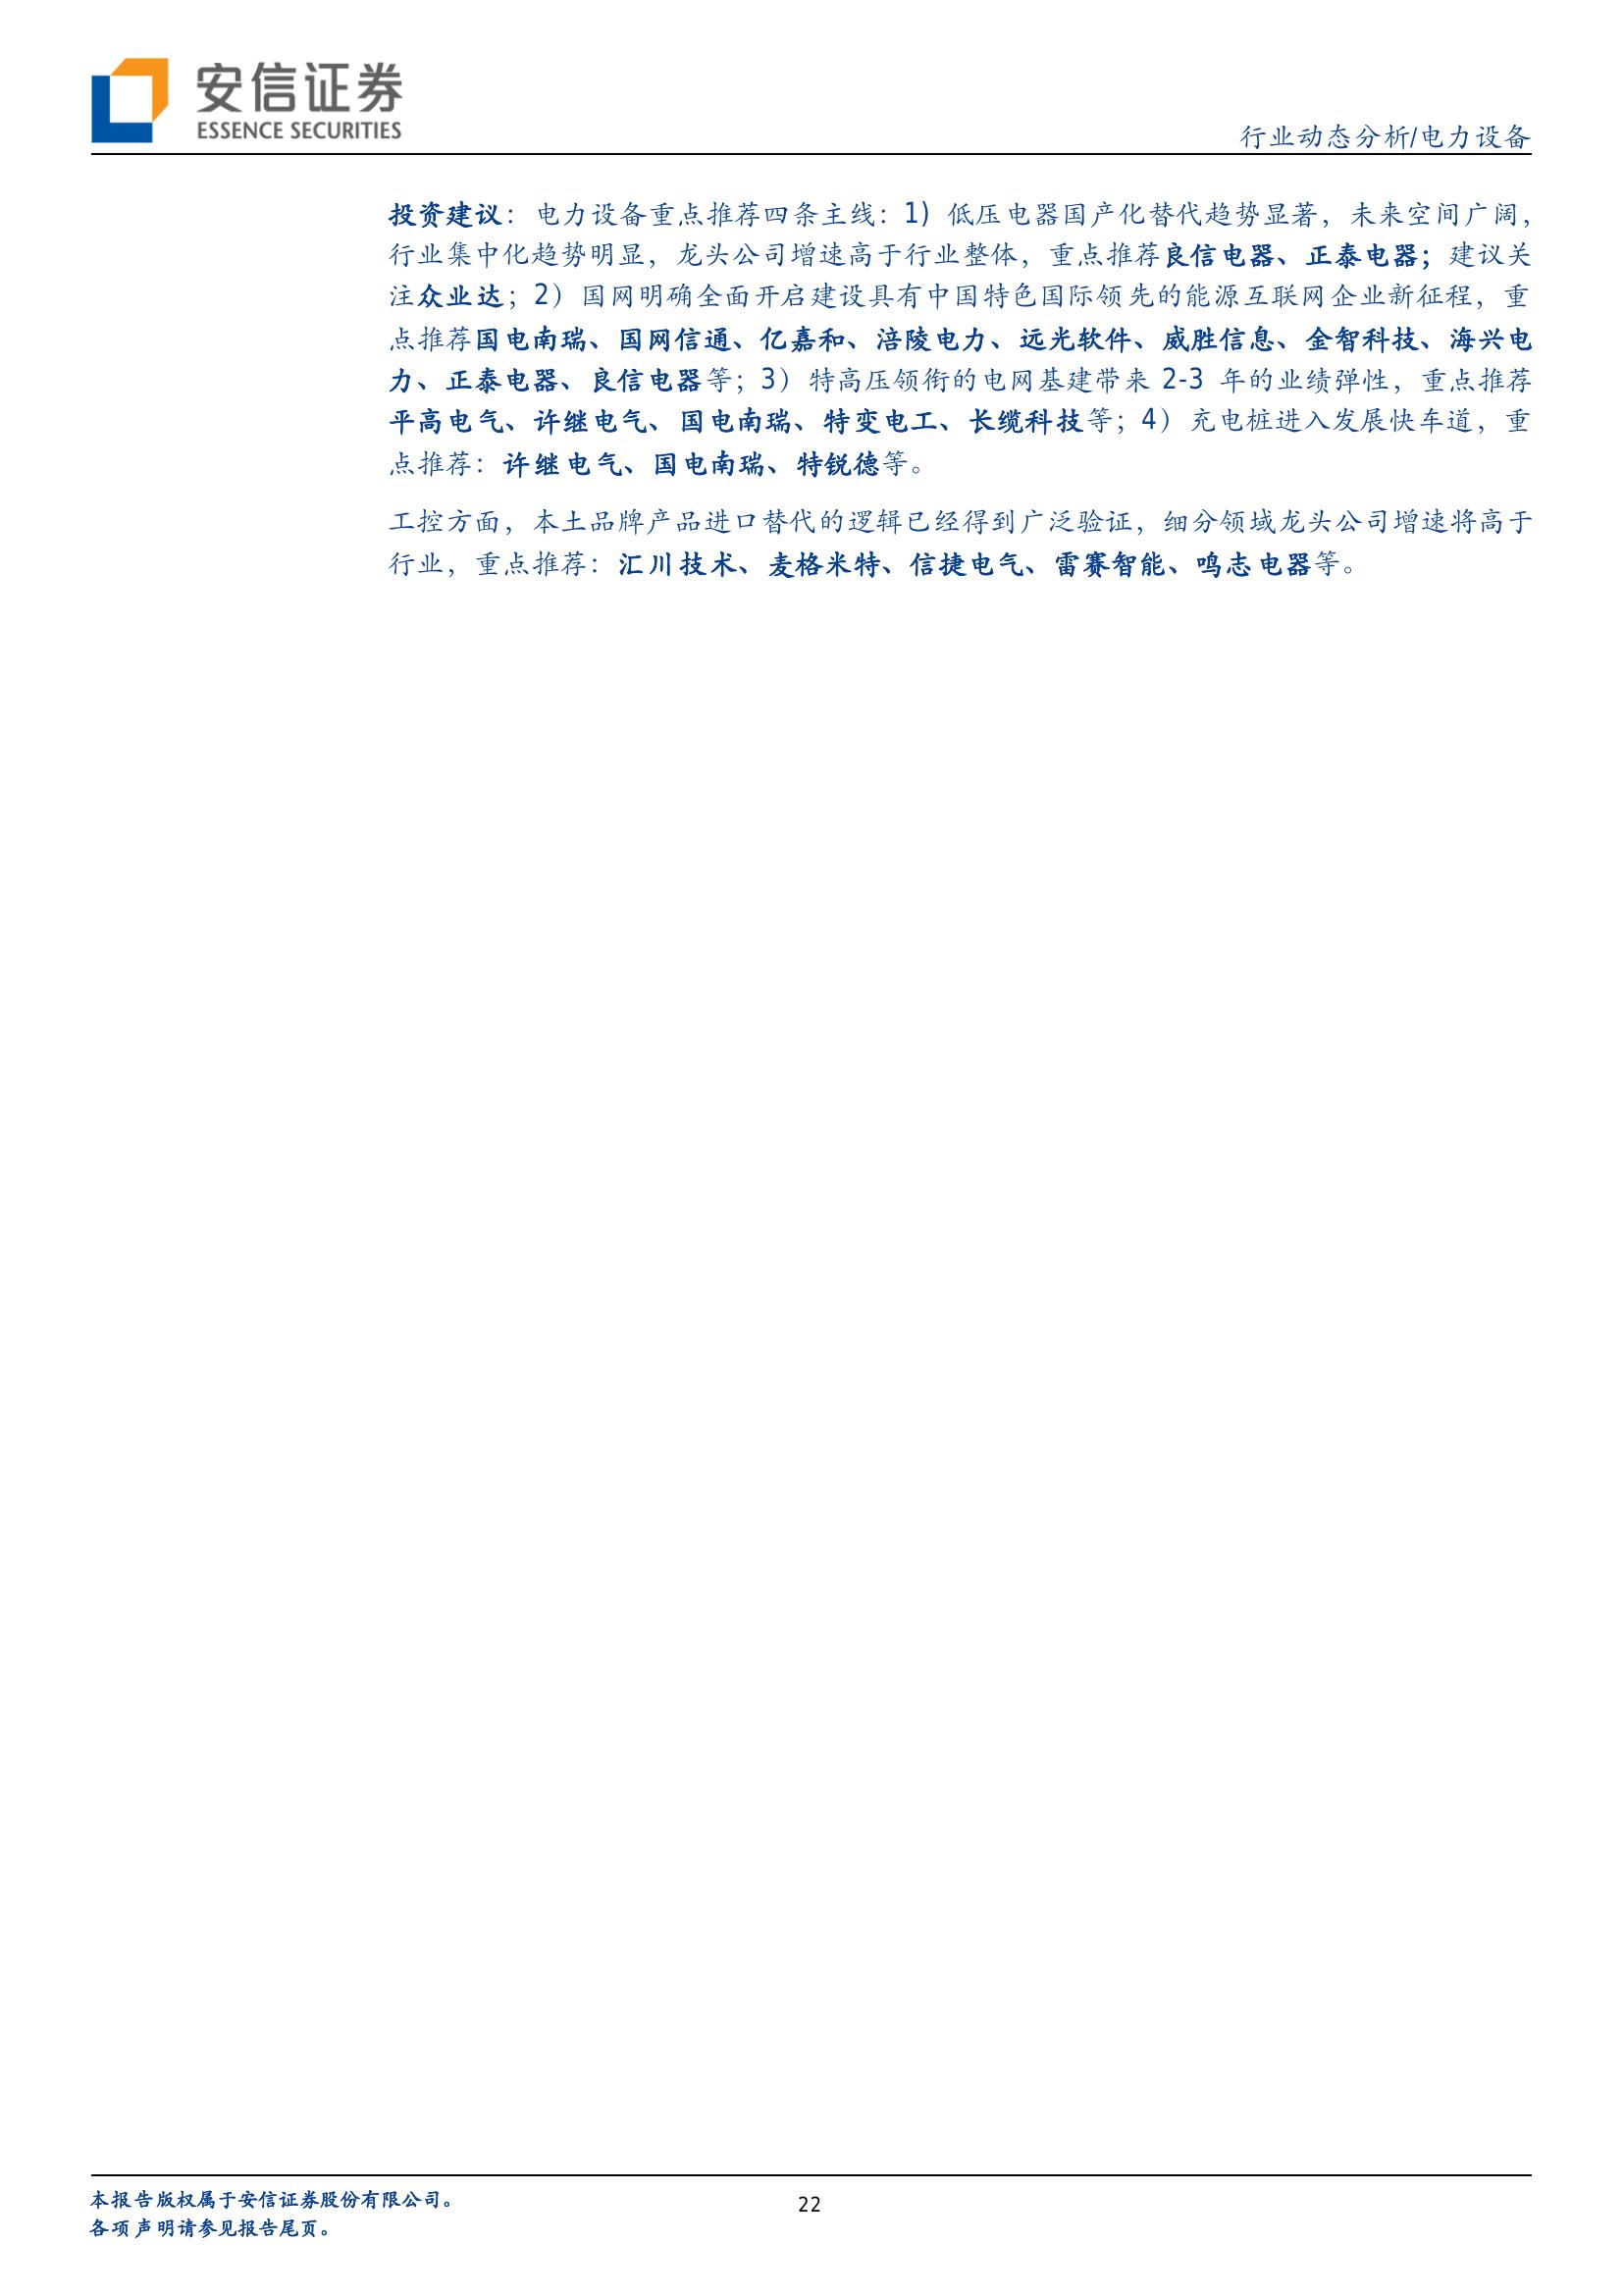 安信证券
ESSENCE SECURITIES
行业动态分析/电力设备
投资建议：电力设备重点推荐四条主线：1）低压电器国产化替代趋势显著，未来空间广阔，
行业集中化趋势明显，龙头公司增速高于行业整体，重点推荐良信电器、正泰电器；建议关
注众业达；2）国网明确全面开启建设具有中国特色国际领先的能源互联网企业新征程，重
点推荐国电南瑞、国网信通、亿嘉和、涪陵电力、远光软件、威胜信息、金智科技、海兴电
力、正泰电器、良信电器等；3）特高压领衔的电网基建带来 2-3 年的业绩弹性，重点推荐
平高电气、许继电气、国电南瑞、特变电工、长缆科技等；4）充电桩进入发展快车道，重
点推荐：许继电气、国电南瑞、特锐德等。
工控方面，本土品牌产品进口替代的逻辑已经得到广泛验证，细分领域龙头公司增速将高于
行业，重点推荐：汇川技术、麦格米特、信捷电气、雷赛智能、鸣志电器等。
本报告版权属于安信证券股份有限公司。
22
各项声明请参见报告尾页。